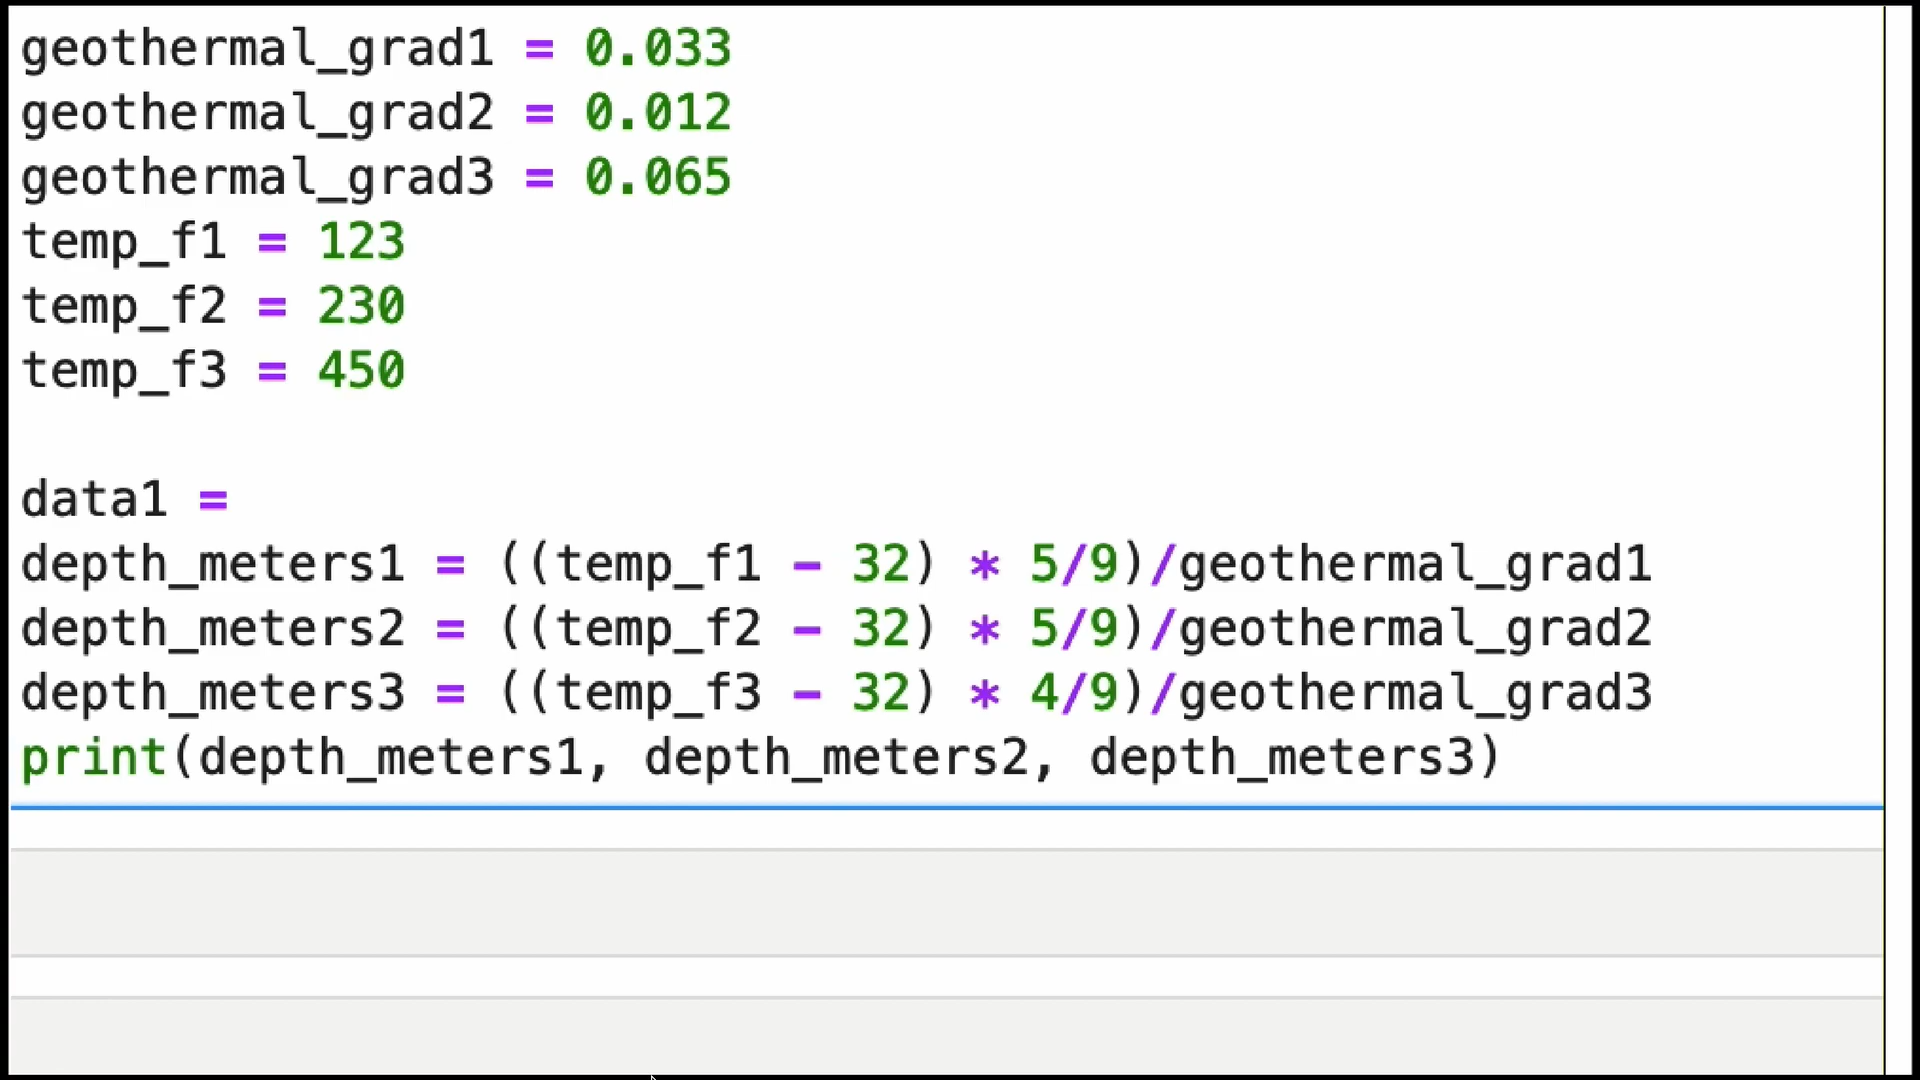 geothermal_grad1 = 0.033
geothermal_grad2 = 0.012
geothermal_grad3 = 0.065
temp_f1 = 123
temp_f2 = 230
temp_f3 = 450
data1 =
depth_meters1 = ((temp_f1 - 32) * 5/9)/geothermal_grad1
depth_meters2 = ((temp_f2 - 32) * 5/9)/geothermal_grad2
depth_meters3 = ((temp_f3 - 32) * 4/9)/geothermal_grad3
print(depth_meters1, depth_meters2, depth_meters3)